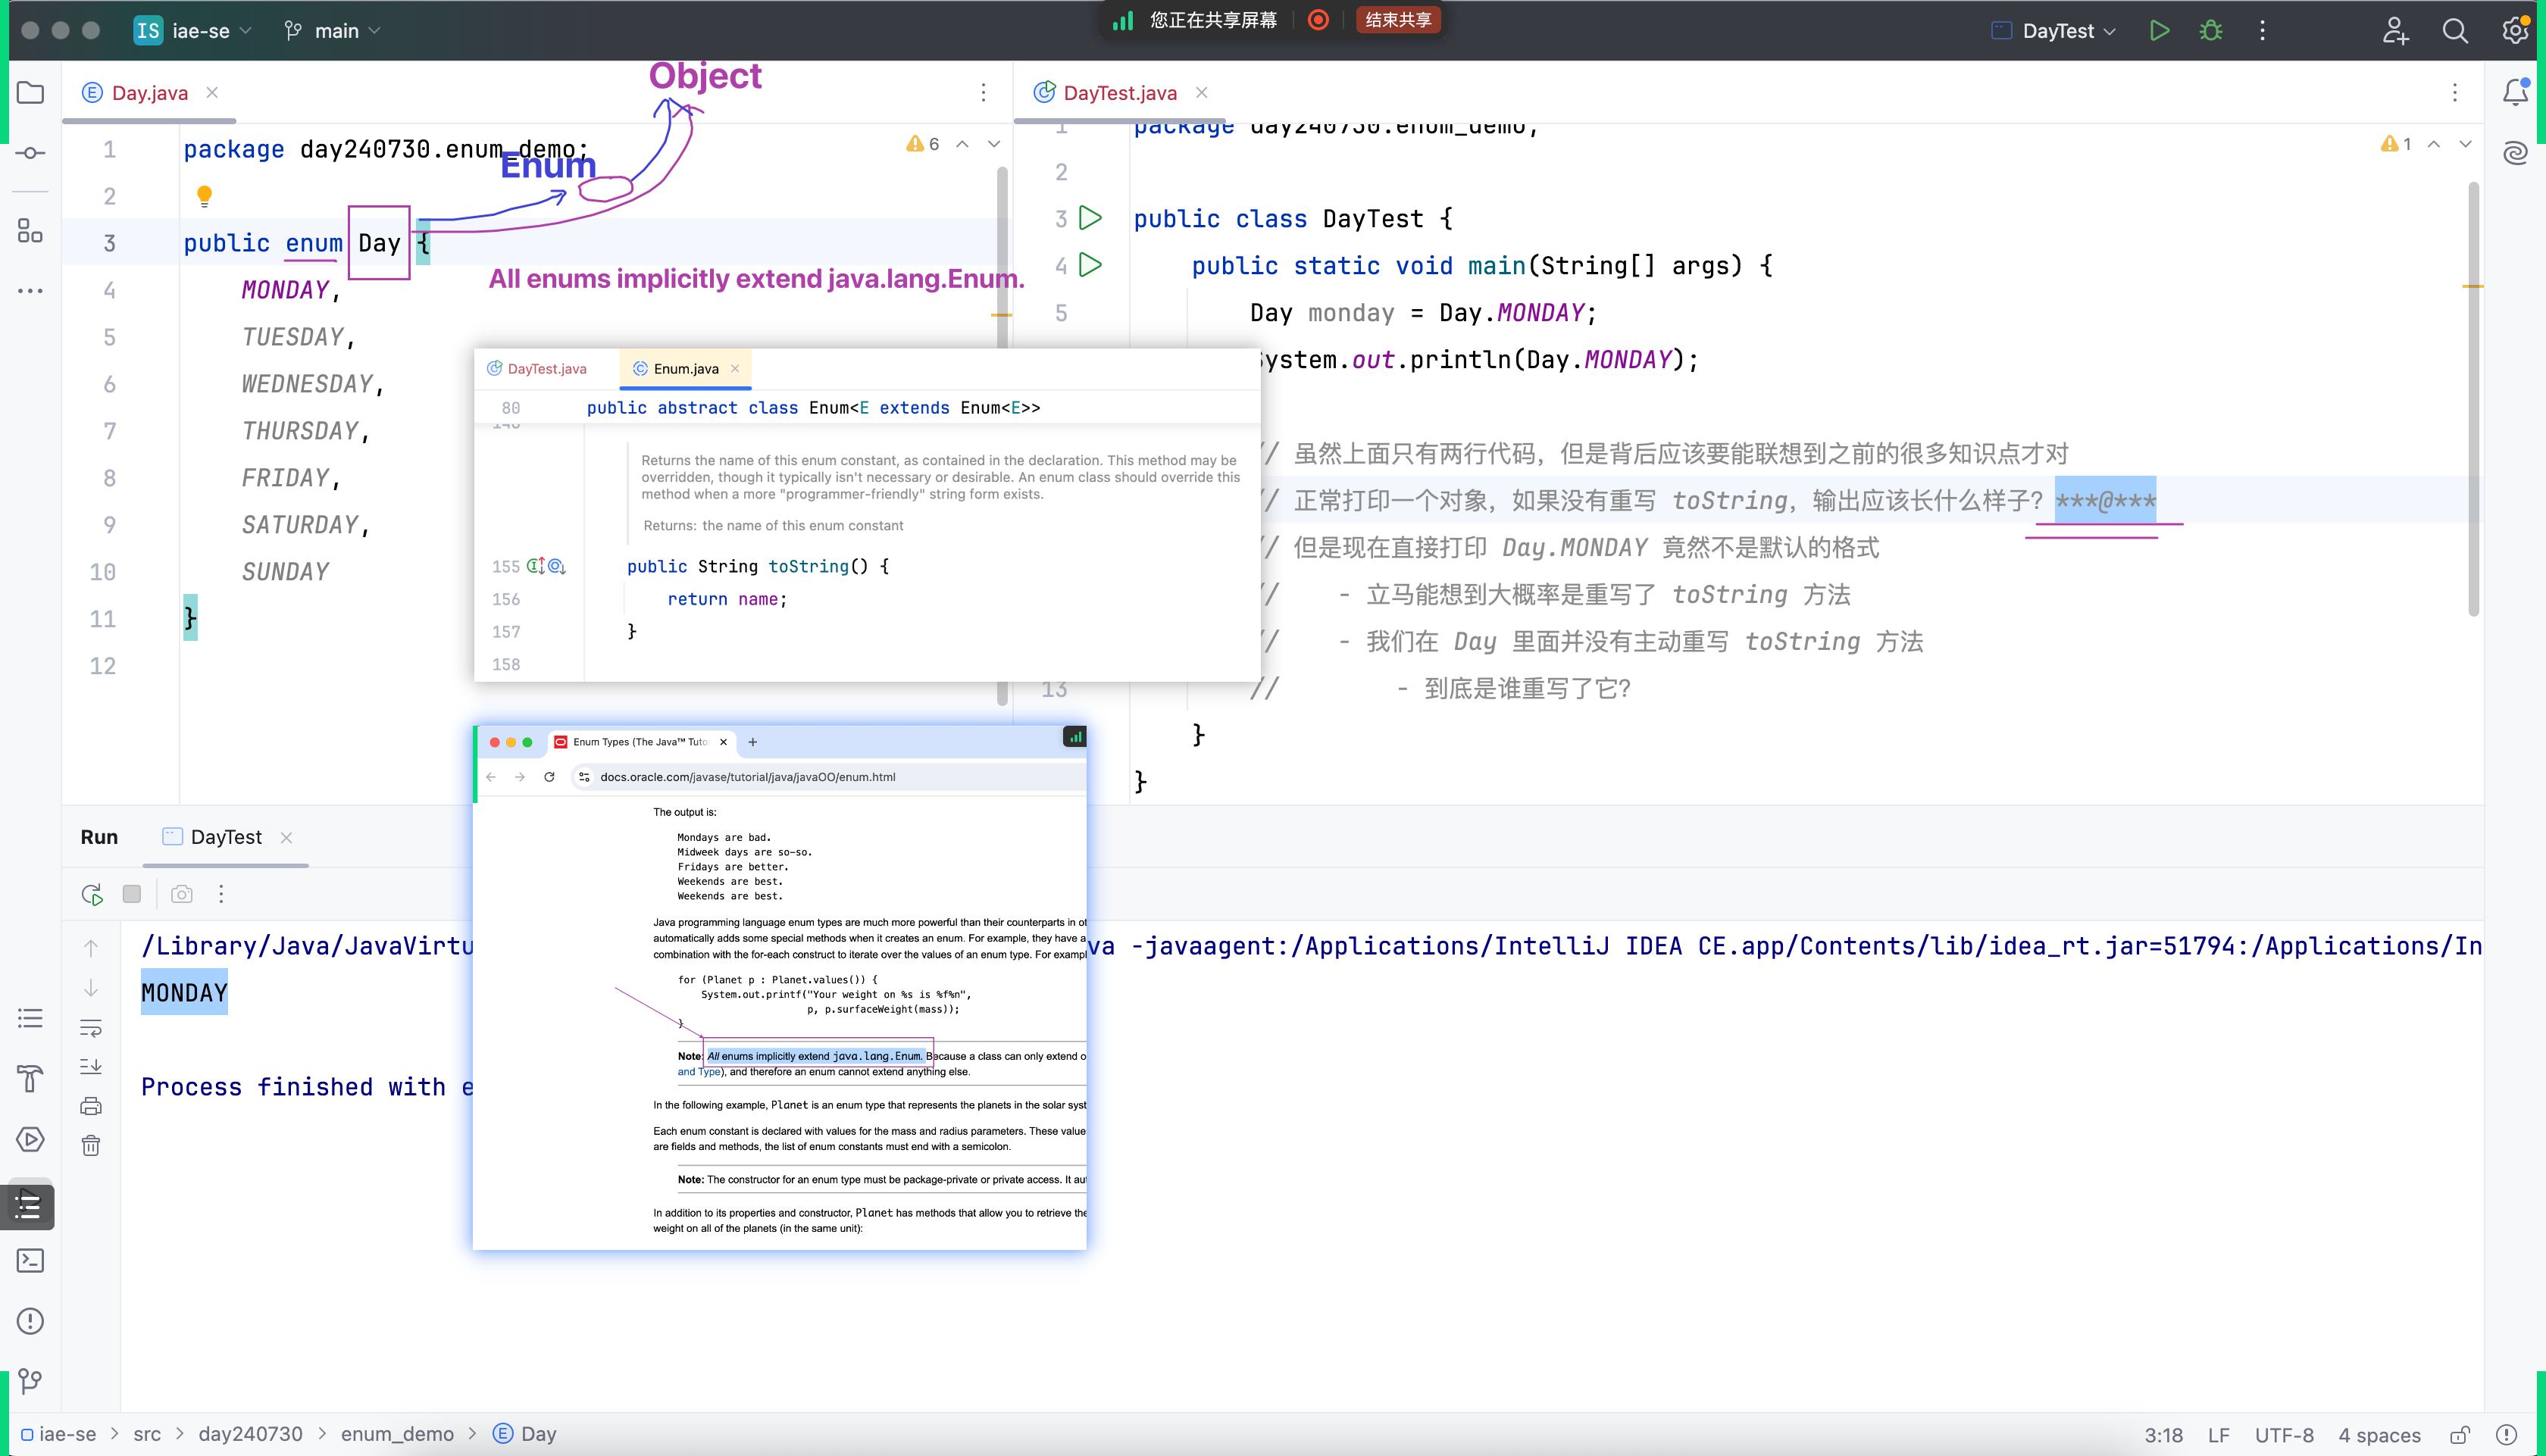 IS iae-se main
您正在共享屏幕 结束共享
DayTest
Day.java
Object
DayTest.java
6
1 package day240730.enum_demo;
Enum
2
3 public enum Day {
All enums implicitly extend java.lang.Enum.
4 MONDAY,
5 TUESDAY,
6 WEDNESDAY,
7 THURSDAY,
8 FRIDAY,
9 SATURDAY,
10 SUNDAY
11 }
12
1
1 package day240730.enum_demo;
2
3 public class DayTest {
4 public static void main(String[] args) {
5 Day monday = Day.MONDAY;
System.out.println(Day.MONDAY);
// 虽然上面只有两行代码，但是背后应该要能联想到之前的很多知识点才对
// 正常打印一个对象，如果没有重写 toString，输出应该长什么样子？***@***
// 但是现在直接打印 Day.MONDAY 竟然不是默认的格式
// - 立马能想到大概率是重写了 toString 方法
// - 我们在 Day 里面并没有主动重写 toString 方法
13 // - 到底是谁重写了它？
}
}
DayTest.java Enum.java
80 public abstract class Enum<E extends Enum<E>>
Returns the name of this enum constant, as contained in the declaration. This method may be
overridden, though it typically isn't necessary or desirable. An enum class should override this
method when a more "programmer-friendly" string form exists.
Returns: the name of this enum constant
155 public String toString() {
156 return name;
157 }
158
Enum Types (The Java™ Tuto
docs.oracle.com/javase/tutorial/java/javaOO/enum.html
The output is:
Mondays are bad.
Midweek days are so-so.
Fridays are better.
Weekends are best.
Weekends are best.
Java programming language enum types are much more powerful than their counterparts in ot
automatically adds some special methods when it creates an enum. For example, they have a
combination with the for-each construct to iterate over the values of an enum type. For exampl
for (Planet p : Planet.values()) {
System.out.printf("Your weight on %s is %f%n",
p, p.surfaceWeight(mass));
}
Note: All enums implicitly extend java.lang.Enum. Because a class can only extend o
and Type), and therefore an enum cannot extend anything else.
In the following example, Planet is an enum type that represents the planets in the solar syst
Each enum constant is declared with values for the mass and radius parameters. These value
are fields and methods, the list of enum constants must end with a semicolon.
Note: The constructor for an enum type must be package-private or private access. It au
In addition to its properties and constructor, Planet has methods that allow you to retrieve the
weight on all of the planets (in the same unit):
Run DayTest
/Library/Java/JavaVirtu
va -javaagent:/Applications/IntelliJ IDEA CE.app/Contents/lib/idea_rt.jar=51794:/Applications/In
MONDAY
Process finished with e
iae-se > src > day240730 > enum_demo > Day
3:18 LF UTF-8 4 spaces